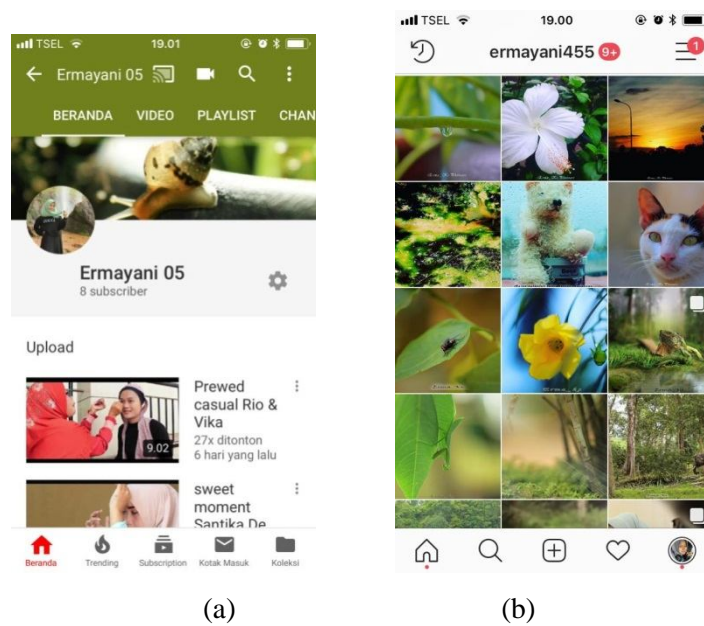 TSEL 19.01
Ermayani 05
BERANDA VIDEO PLAYLIST CHAN
Ermayani 05
8 subscriber
Upload
Prewed
casual Rio &
Vika
27x ditonton
6 hari yang lalu
9.02
sweet
moment
Santika De
Beranda Trending Subscription Kotak Masuk Koleksi
(a)
TSEL 19.00
ermayani455 9+
1
(b)